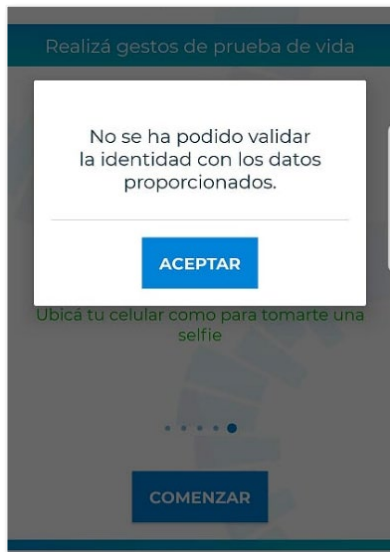 Realizá gestos de prueba de vida
No se ha podido validar
la identidad con los datos
proporcionados.
ACEPTAR
Ubicá tu celular como para tomarte una
selfie
COMENZAR